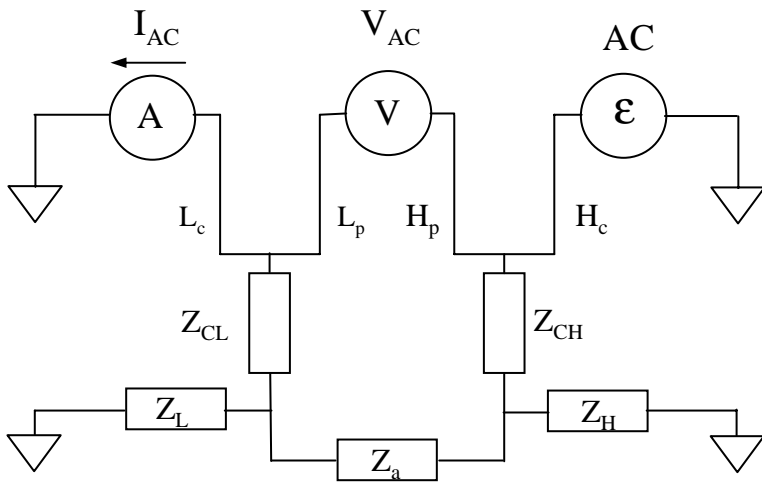 I_AC V_AC AC
A V ε
L_c L_p H_p H_c
Z_CL Z_CH
Z_L Z_H
Z_a